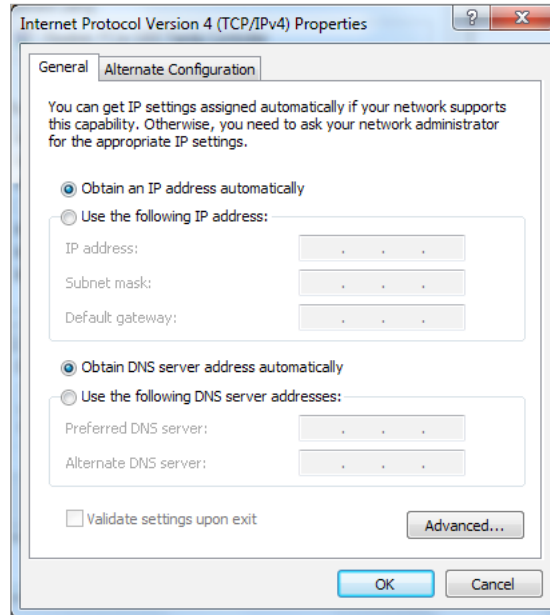 Internet Protocol Version 4 (TCP/IPv4) Properties
? X
General Alternate Configuration
You can get IP settings assigned automatically if your network supports
this capability. Otherwise, you need to ask your network administrator
for the appropriate IP settings.
Obtain an IP address automatically
Use the following IP address:
IP address: . . .
Subnet mask: . . .
Default gateway: . . .
Obtain DNS server address automatically
Use the following DNS server addresses:
Preferred DNS server: . . .
Alternate DNS server: . . .
Validate settings upon exit
Advanced...
OK Cancel